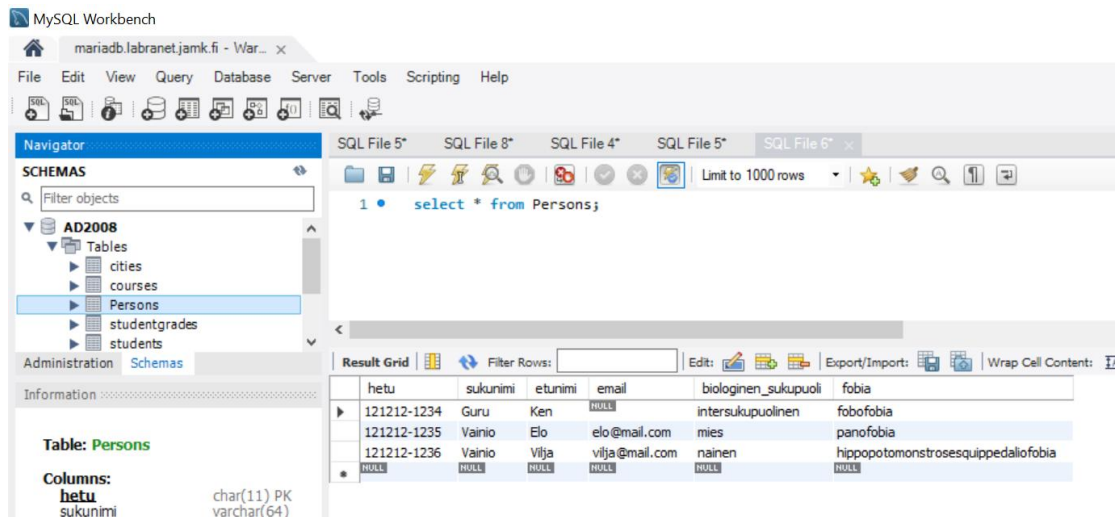 MySQL Workbench
mariadb.labranet.jamk.fi - War...
File Edit View Query Database Server Tools Scripting Help
Navigator
SCHEMAS
Filter objects
AD2008
Tables
cities
courses
Persons
studentgrades
students
Administration Schemas
Information
Table: Persons
Columns:
hetu char(11) PK
sukunimi varchar(64)
SQL File 5* SQL File 8* SQL File 4* SQL File 5* SQL File 6*
Limit to 1000 rows
1 select * from Persons;
Result Grid Filter Rows: Edit: Export/Import: Wrap Cell Content:
hetu sukunimi etunimi email biologinen_sukupuoli fobia
121212-1234 Guru Ken NULL intersukupuolinen fobofobia
121212-1235 Vainio Elo elo@mail.com mies panofobia
121212-1236 Vainio Vilja vilja@mail.com nainen hippopotomonstrosesquippedaliofobia
NULL NULL NULL NULL NULL NULL